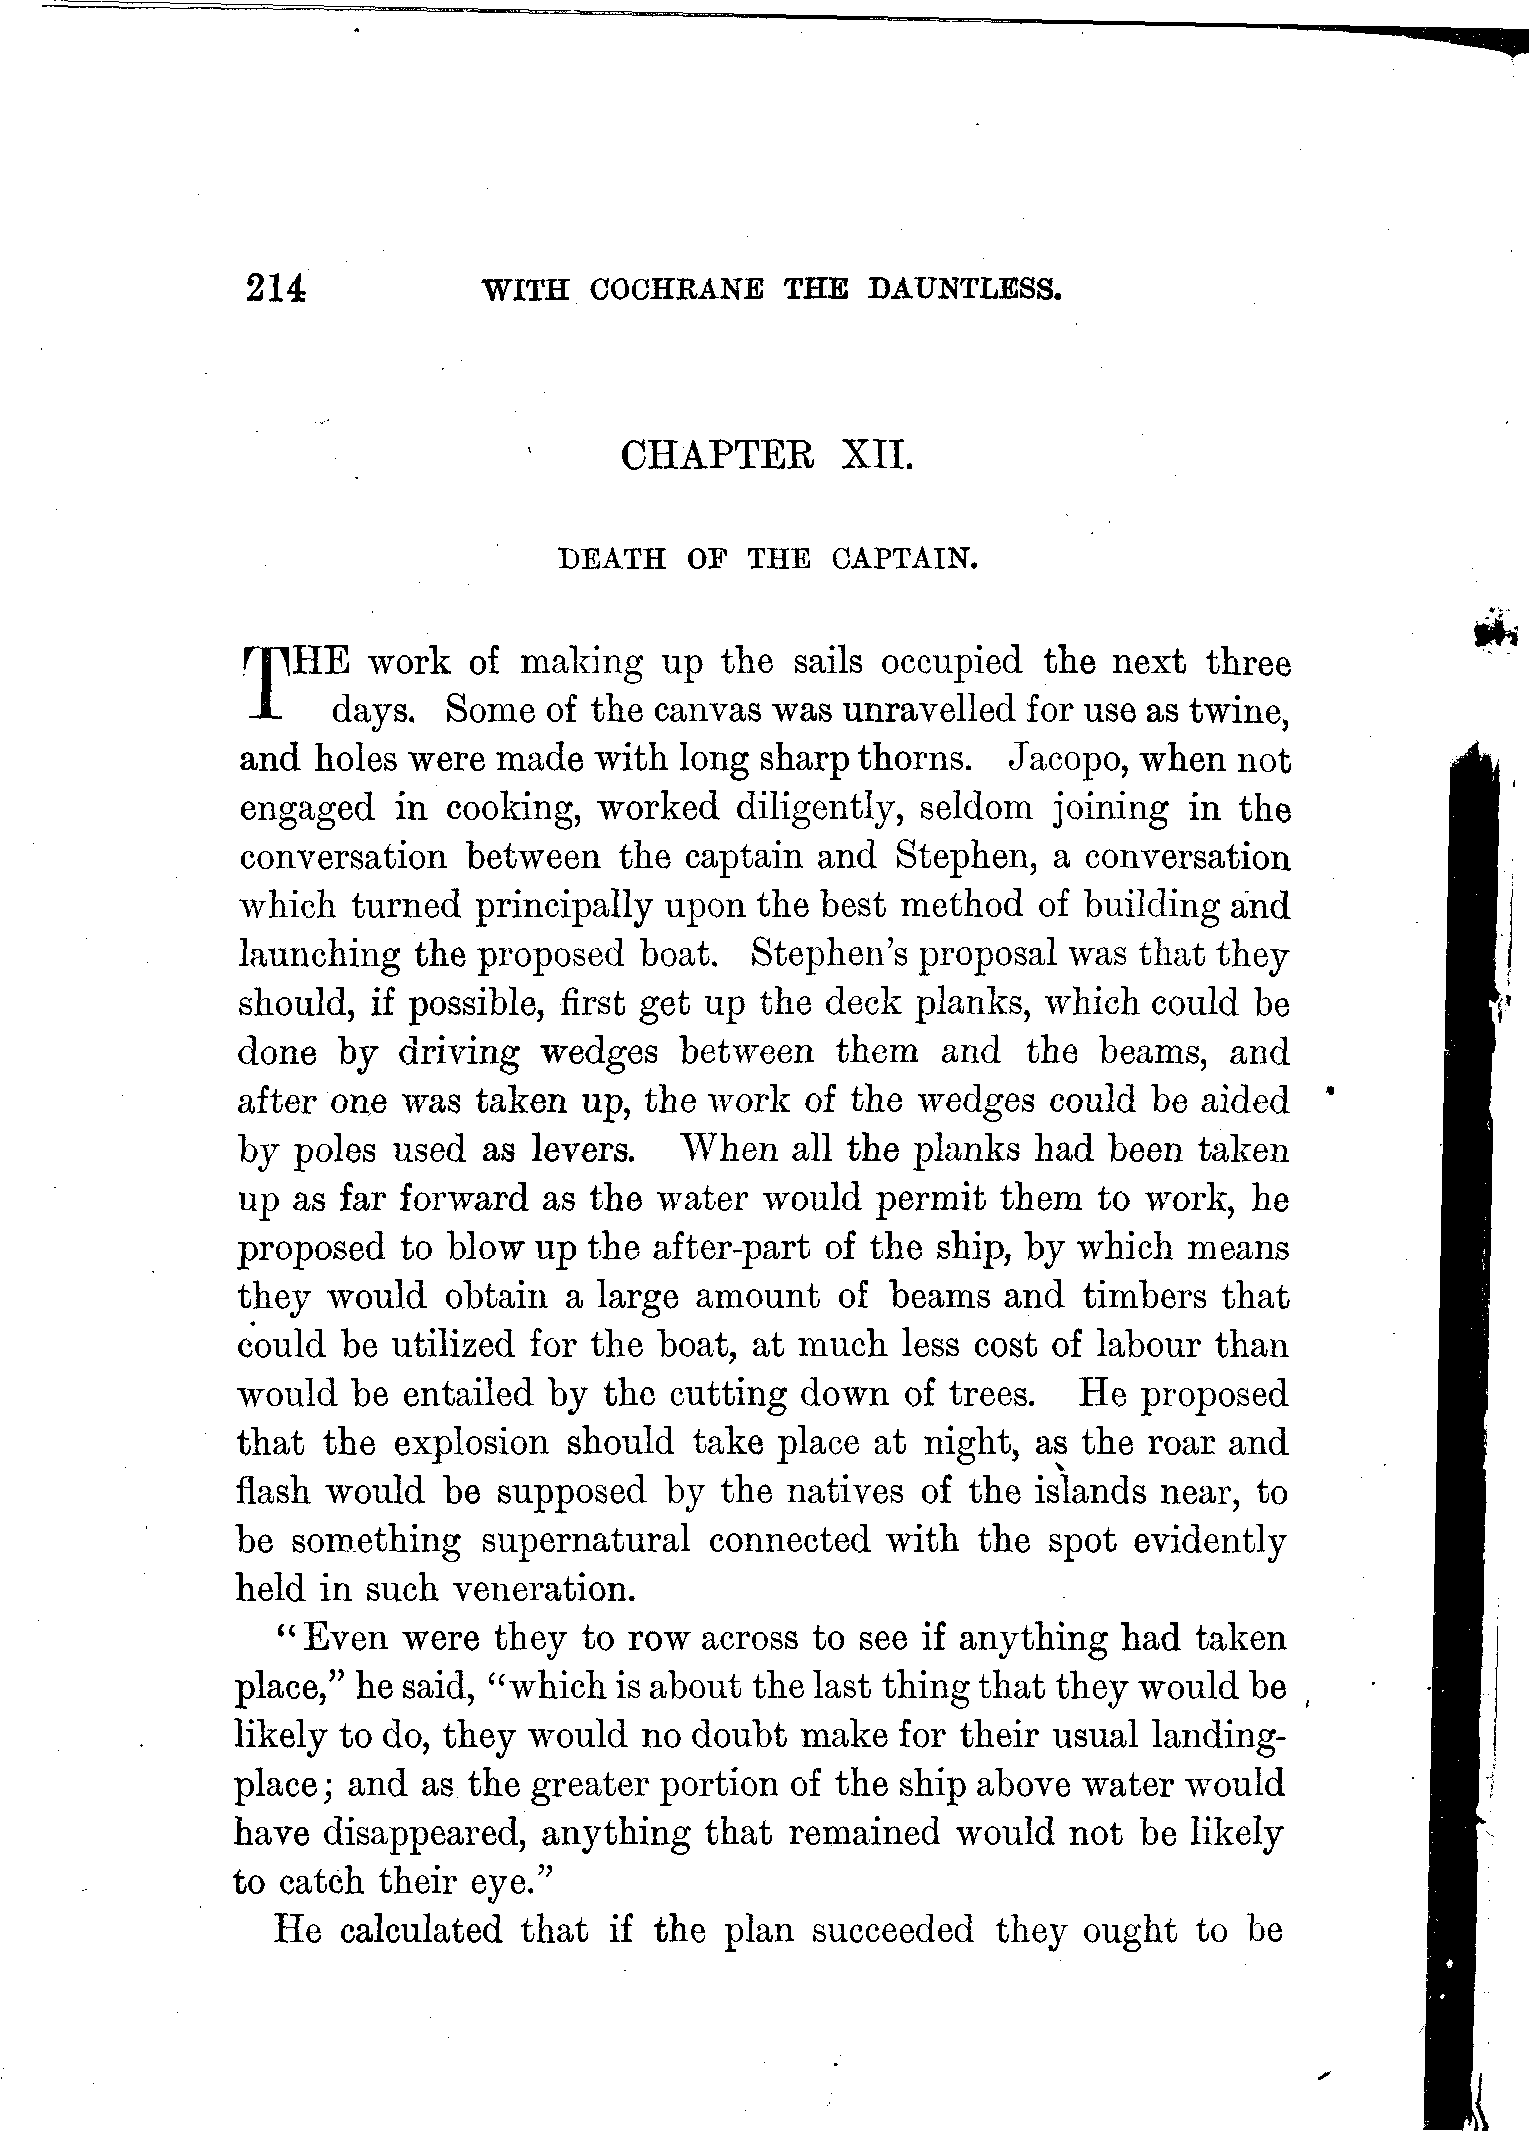 214 WITH COCHRANE THE DAUNTLESS.
CHAPTER XII.
DEATH OF THE CAPTAIN.
THE work of making up the sails occupied the next three
days. Some of the canvas was unravelled for use as twine,
and holes were made with long sharp thorns. Jacopo, when not
engaged in cooking, worked diligently, seldom joining in the
conversation between the captain and Stephen, a conversation
which turned principally upon the best method of building and
launching the proposed boat. Stephen's proposal was that they
should, if possible, first get up the deck planks, which could be
done by driving wedges between them and the beams, and
after one was taken up, the work of the wedges could be aided
by poles used as levers. When all the planks had been taken
up as far forward as the water would permit them to work, he
proposed to blow up the after-part of the ship, by which means
they would obtain a large amount of beams and timbers that
could be utilized for the boat, at much less cost of labour than
would be entailed by the cutting down of trees. He proposed
that the explosion should take place at night, as the roar and
flash would be supposed by the natives of the islands near, to
be something supernatural connected with the spot evidently
held in such veneration.
"Even were they to row across to see if anything had taken
place," he said, "which is about the last thing that they would be
likely to do, they would no doubt make for their usual landing-
place; and as the greater portion of the ship above water would
have disappeared, anything that remained would not be likely
to catch their eye."
He calculated that if the plan succeeded they ought to be